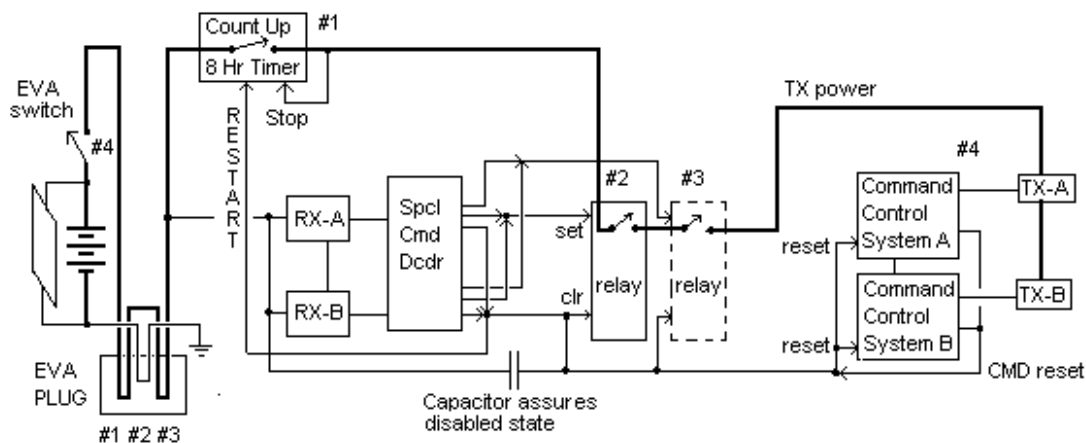 Count Up
8 Hr Timer
#1
EVA
switch
#4
RESTART
Stop
TX power
#2
#3
#4
RX-A
RX-B
Spcl
Cmd
Dcdr
set
clr
relay
relay
Command
Control
System A
Command
Control
System B
reset
reset
TX-A
TX-B
CMD reset
EVA
PLUG
#1 #2 #3
Capacitor assures
disabled state